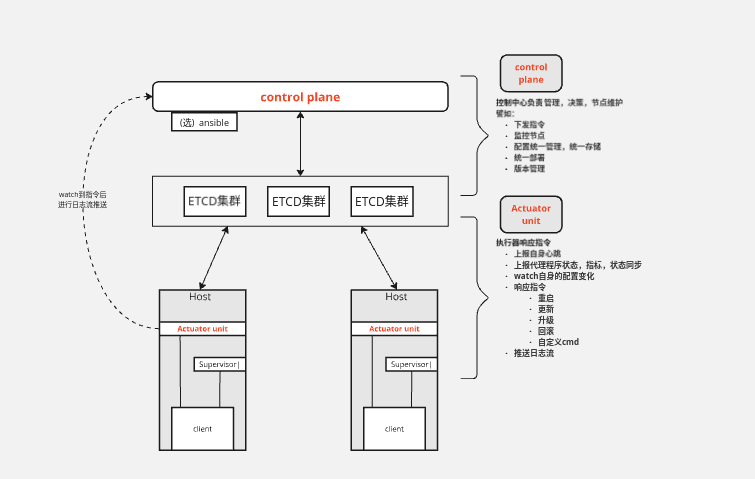 control plane
(选) ansible
ETCD集群 ETCD集群 ETCD集群
watch到指令后
进行日志流推送
Host
Actuator unit
Supervisor|
client
Host
Actuator unit
Supervisor|
client
control
plane
控制中心负责管理，决策，节点维护
譬如：
· 下发指令
· 监控节点
· 配置统一管理，统一存储
· 统一部署
· 版本管理
Actuator
unit
执行器响应指令
· 上报自身心跳
· 上报代理程序状态，指标，状态同步
· watch自身的配置变化
· 响应指令
· 重启
· 更新
· 升级
· 回滚
· 自定义cmd
· 推送日志流